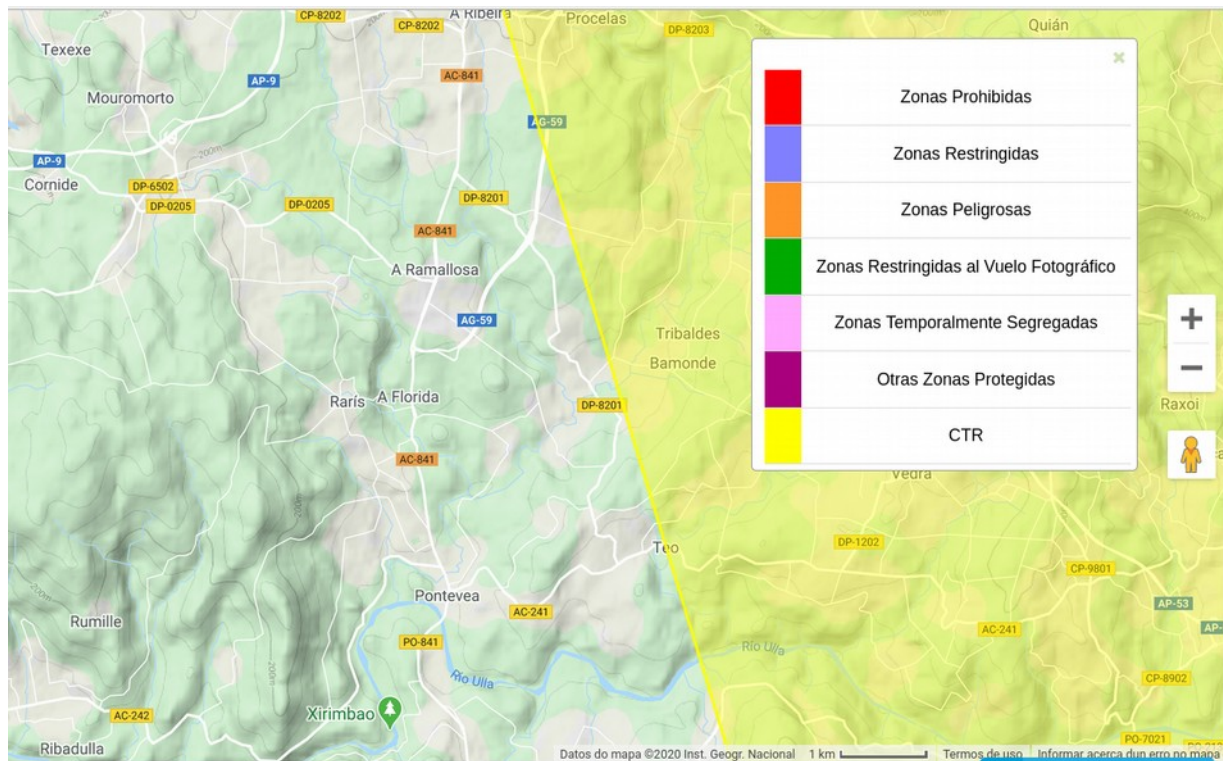 CP-8202
CP-8202
A Ribeira
Procelas
DP-8203
Quián
Texexe
AC-841
AP-9
Mouromorto
AG-59
200m
AP-9
Cornide
DP-6502
DP-0205
DP-0205
DP-8201
AC-841
A Ramallosa
AG-59
Tribaldes
Bamonde
Rarís
A Florida
DP-8201
Raxoi
AC-841
Vedra
Teo
DP-1202
CP-9801
Pontevea
AC-241
AP-53
Rumille
PO-841
AC-241
AP-
Río Ulla
Río Ulla
200m
CP-8902
AC-242
Xirimbao
Ribadulla
PO-7021
Zonas Prohibidas
Zonas Restringidas
Zonas Peligrosas
Zonas Restringidas al Vuelo Fotográfico
Zonas Temporalmente Segregadas
Otras Zonas Protegidas
CTR
Datos do mapa ©2020 Inst. Geogr. Nacional 1 km Termos de uso Informar acerca dun erro no mapa